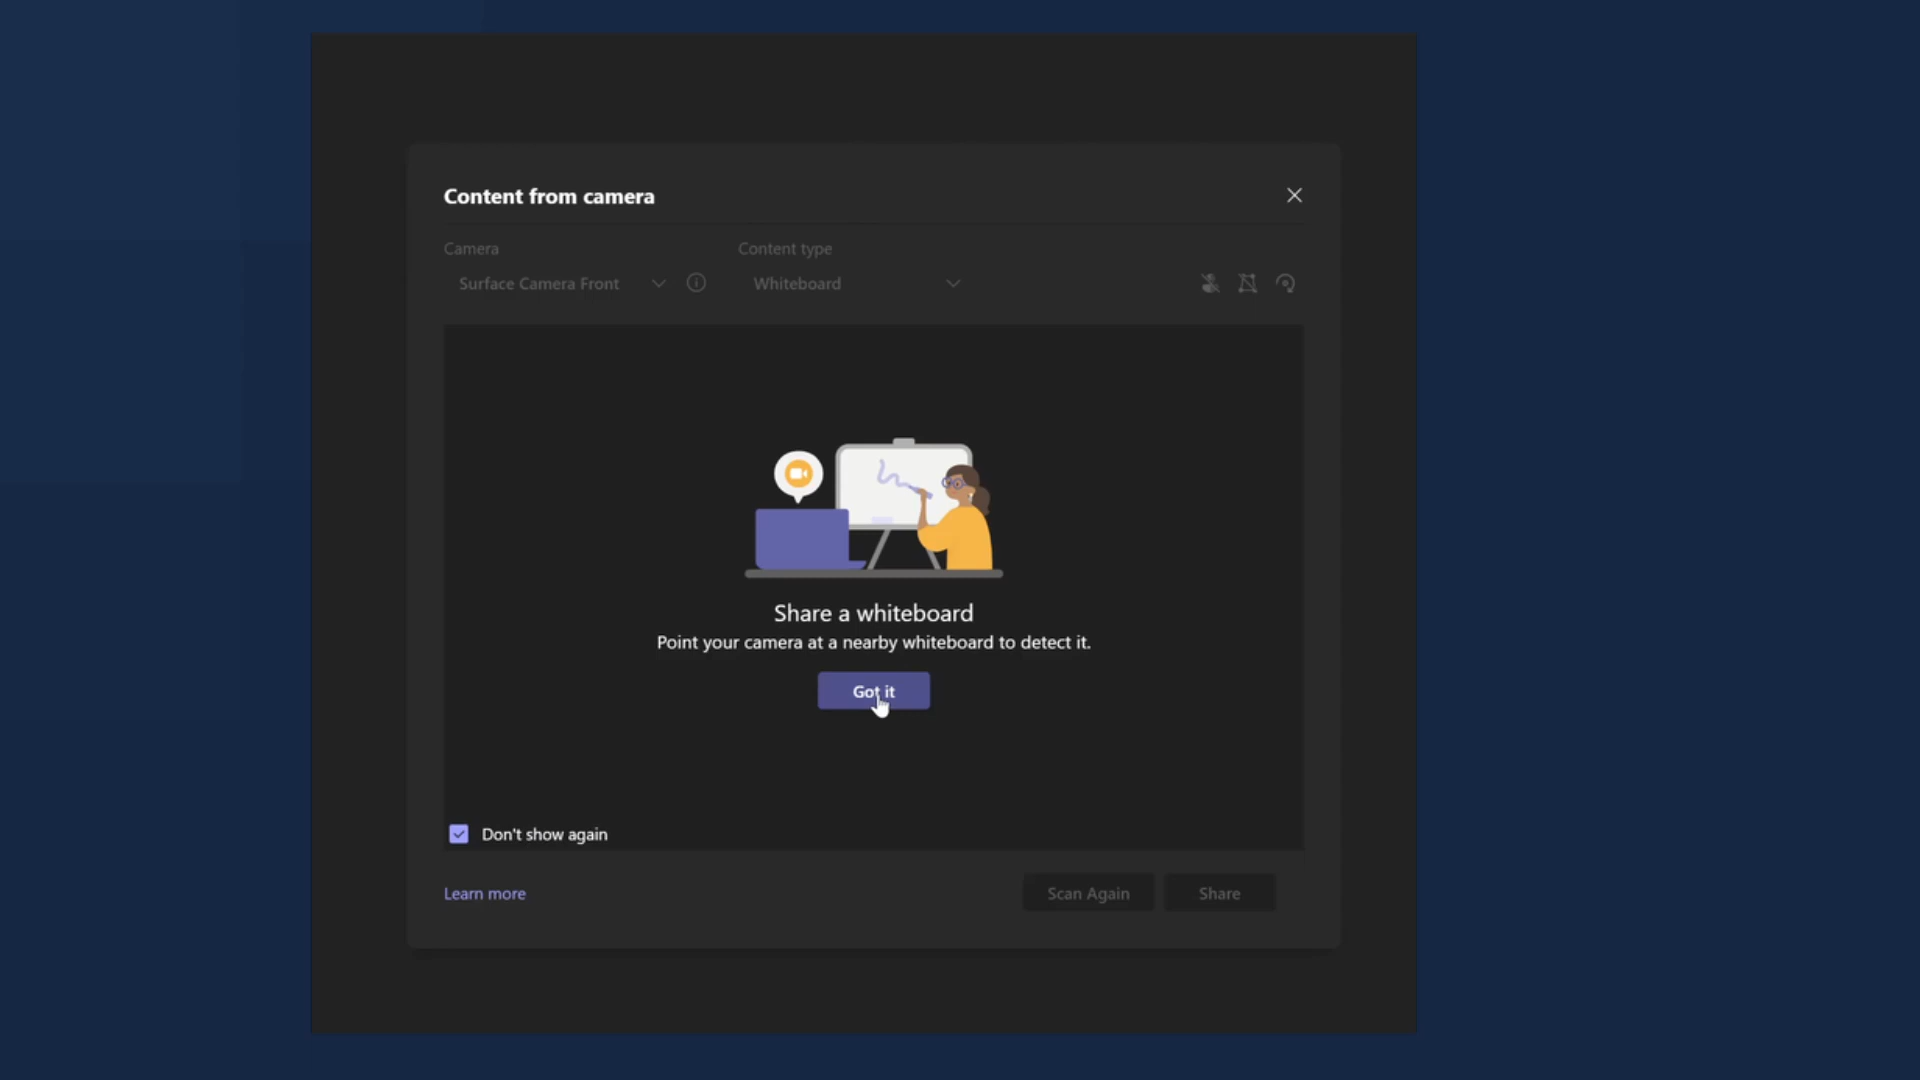 Content from camera
Camera
Content type
Surface Camera Front
Whiteboard
Share a whiteboard
Point your camera at a nearby whiteboard to detect it.
Got it
Don't show again
Learn more
Scan Again
Share